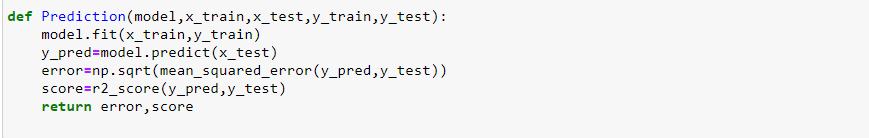 def Prediction(model,x_train,x_test,y_train,y_test):
    model.fit(x_train,y_train)
    y_pred=model.predict(x_test)
    error=np.sqrt(mean_squared_error(y_pred,y_test))
    score=r2_score(y_pred,y_test)
    return error,score